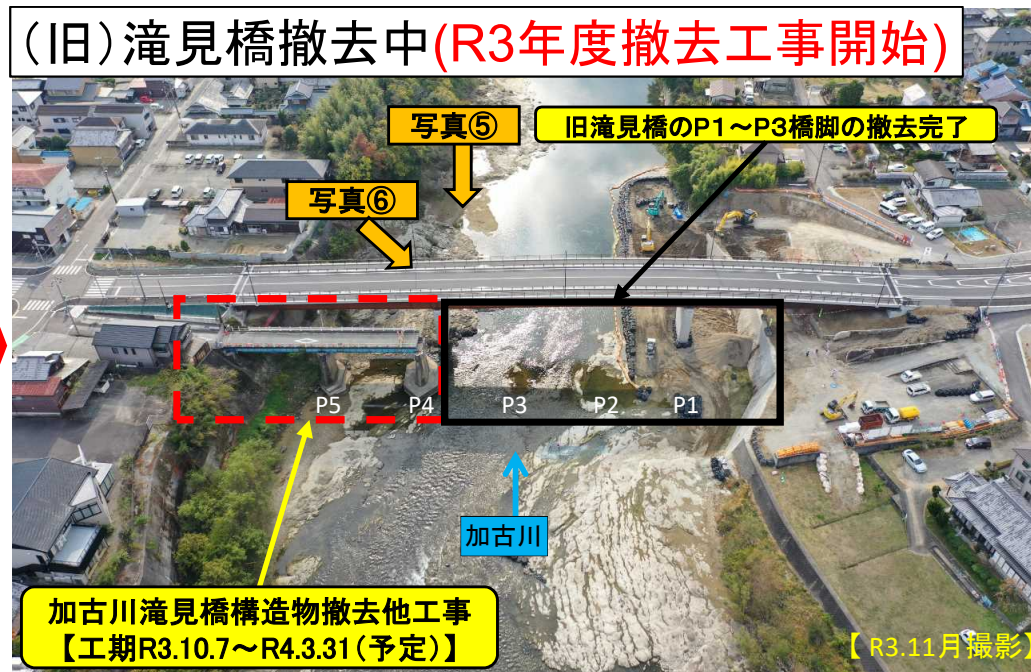 （旧）滝見橋撤去中(R3年度撤去工事開始)
写真⑤
旧滝見橋のP1～P3橋脚の撤去完了
写真⑥
P5
P4
P3
P2
P1
加古川
加古川滝見橋構造物撤去他工事
【工期R3.10.7～R4.3.31(予定)】
【 R3.11月撮影】